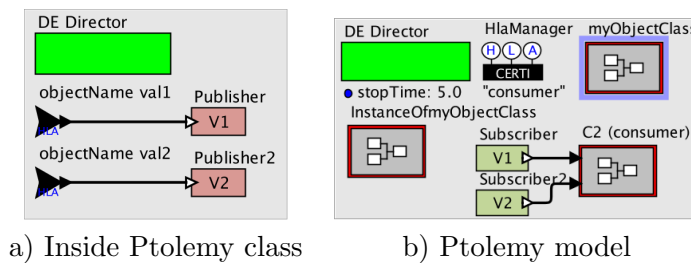 DE Director
objectName val1
Publisher
V1
HLA
objectName val2
Publisher2
V2
HLA
a) Inside Ptolemy class
DE Director
HlaManager
myObjectClass
H L A
CERTI
stopTime: 5.0
"consumer"
InstanceOfmyObjectClass
Subscriber
C2 (consumer)
V1
Subscriber2
V2
b) Ptolemy model